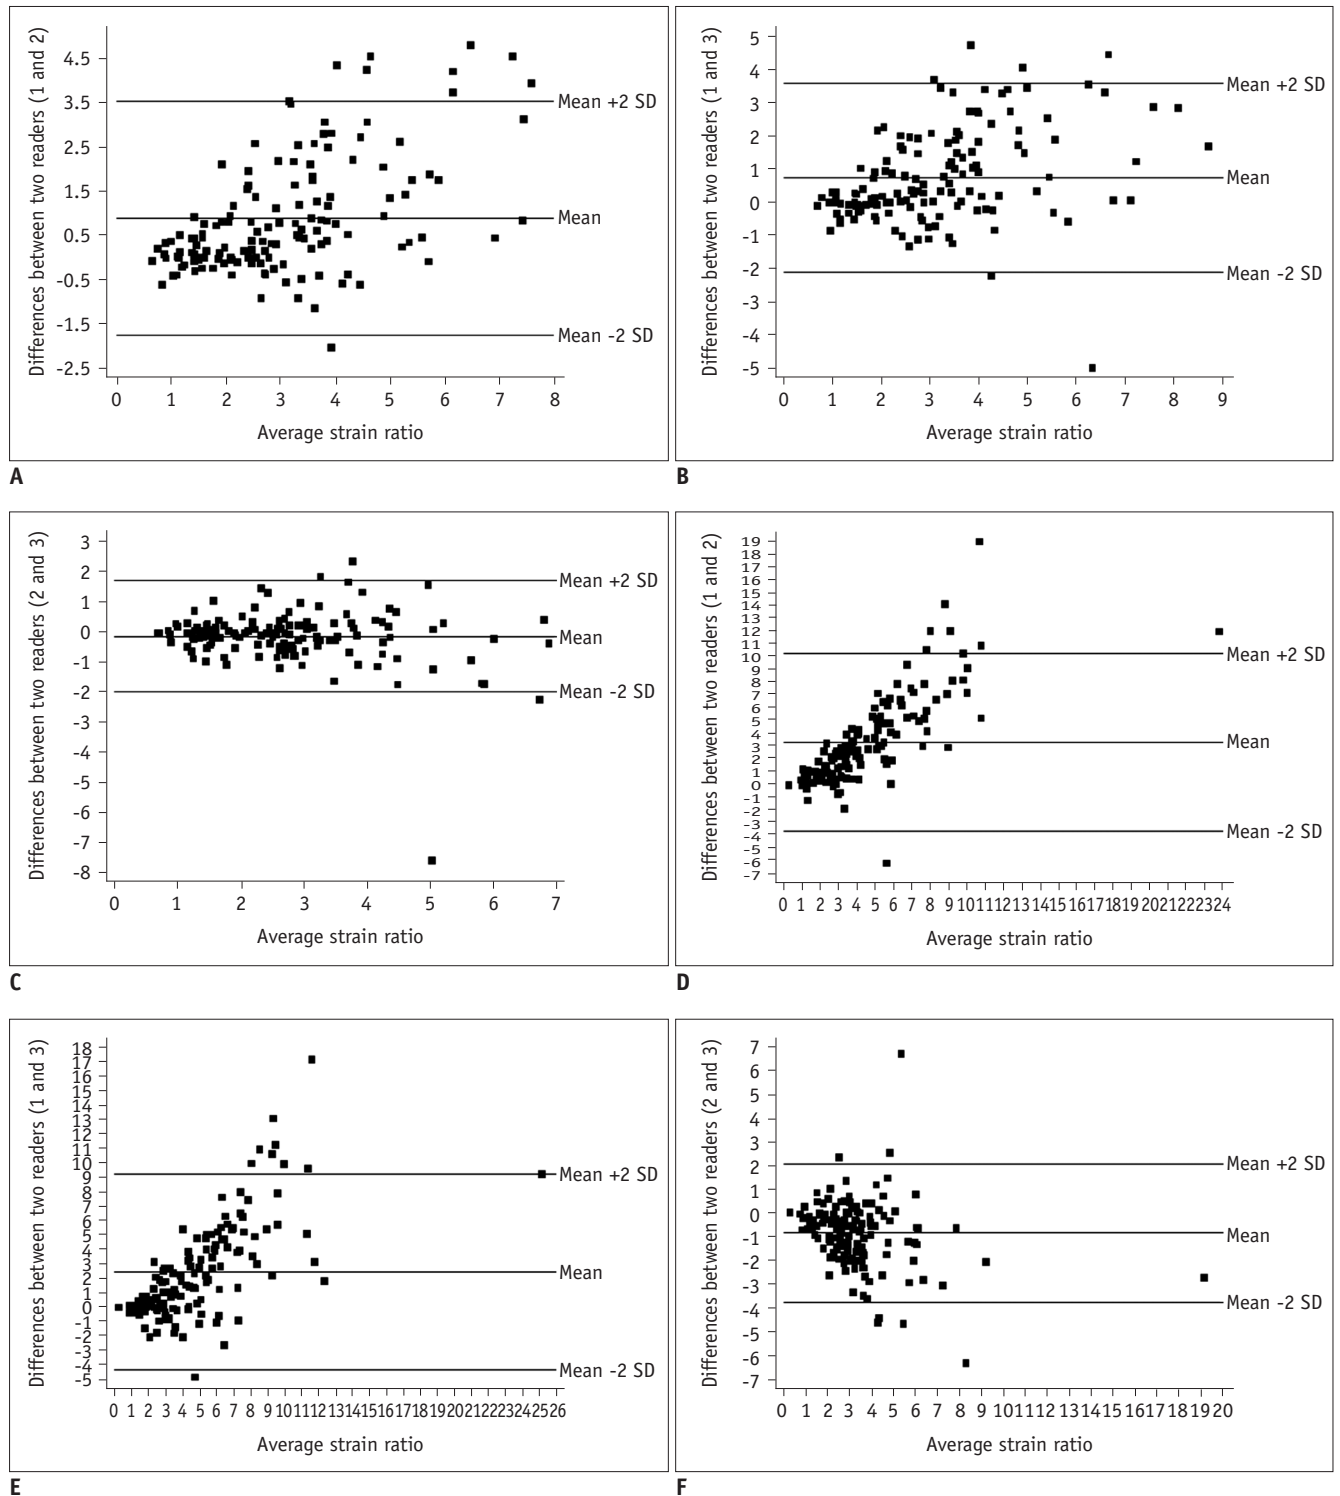 Differences between two readers (1 and 2)
4.5
3.5
2.5
1.5
0.5
-0.5
-1.5
-2.5
Mean +2 SD
Mean
Mean -2 SD
0 1 2 3 4 5 6 7 8
Average strain ratio
A
Differences between two readers (1 and 3)
5
4
3
2
1
0
-1
-2
-3
-4
-5
Mean +2 SD
Mean
Mean -2 SD
0 1 2 3 4 5 6 7 8 9
Average strain ratio
B
Differences between two readers (2 and 3)
3
2
1
0
-1
-2
-3
-4
-5
-6
-7
-8
Mean +2 SD
Mean
Mean -2 SD
0 1 2 3 4 5 6 7
Average strain ratio
C
Differences between two readers (1 and 2)
19
18
17
16
15
14
13
12
11
10
9
8
7
6
5
4
3
2
1
0
-1
-2
-3
-4
-5
-6
-7
Mean +2 SD
Mean
Mean -2 SD
0 1 2 3 4 5 6 7 8 9 10 11 12 13 14 15 16 17 18 19 20 21 22 23 24
Average strain ratio
D
Differences between two readers (1 and 3)
18
17
16
15
14
13
12
11
10
9
8
7
6
5
4
3
2
1
0
-1
-2
-3
-4
-5
Mean +2 SD
Mean
Mean -2 SD
0 1 2 3 4 5 6 7 8 9 10 11 12 13 14 15 16 17 18 19 20 21 22 23 24 25 26
Average strain ratio
E
Differences between two readers (2 and 3)
7
6
5
4
3
2
1
0
-1
-2
-3
-4
-5
-6
-7
Mean +2 SD
Mean
Mean -2 SD
0 1 2 3 4 5 6 7 8 9 10 11 12 13 14 15 16 17 18 19 20
Average strain ratio
F